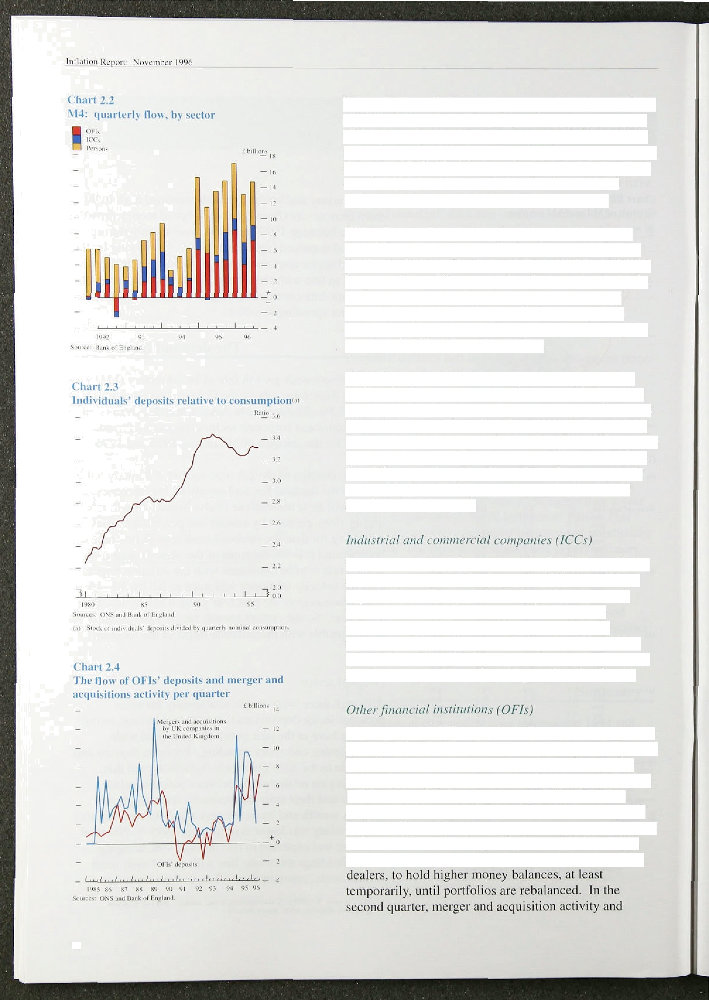 Inflation Report: November 1996
Chart 2.2
M4: quarterly flow, by sector
OFIs
ICCs
Persons
£ billions
18
16
14
12
10
8
6
4
2
+
0
–
2
4
1992 93 94 95 96
Source: Bank of England.
Chart 2.3
Individuals' deposits relative to consumption(a)
Ratio
3.6
3.4
3.2
3.0
2.8
2.6
2.4
2.2
2.0
0.0
1980 85 90 95
Sources: ONS and Bank of England.
(a) Stock of individuals' deposits divided by quarterly nominal consumption.
Chart 2.4
The flow of OFIs' deposits and merger and
acquisitions activity per quarter
£ billions
14
Mergers and acquisitions
by UK companies in
the United Kingdom
12
10
8
6
4
2
+
0
–
2
OFIs' deposits
4
1985 86 87 88 89 90 91 92 93 94 95 96
Sources: ONS and Bank of England.
Industrial and commercial companies (ICCs)
Other financial institutions (OFIs)
dealers, to hold higher money balances, at least
temporarily, until portfolios are rebalanced. In the
second quarter, merger and acquisition activity and